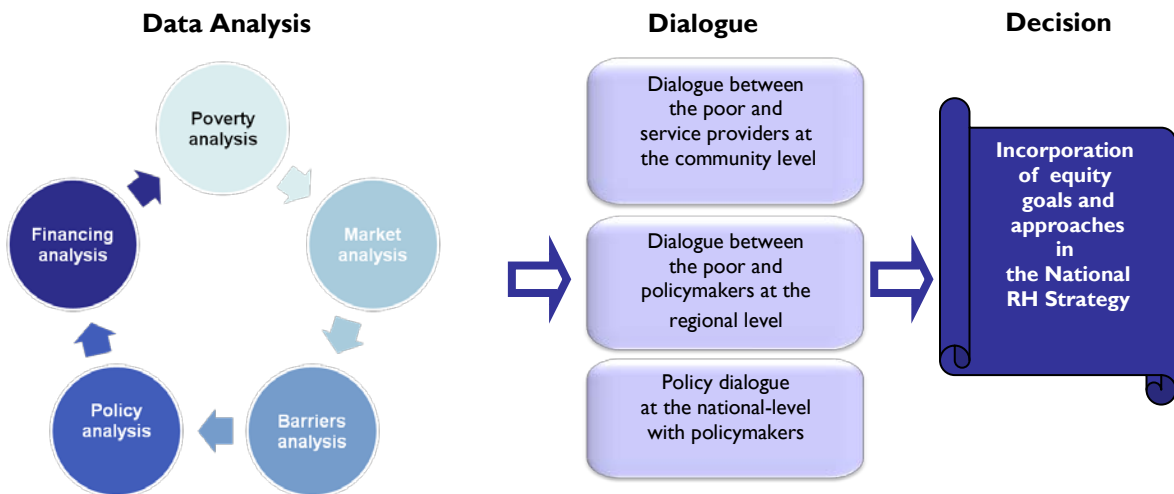 Data Analysis
Poverty
analysis
Market
analysis
Barriers
analysis
Policy
analysis
Financing
analysis
Dialogue
Dialogue between
the poor and
service providers at
the community level
Dialogue between
the poor and
policymakers at the
regional level
Policy dialogue
at the national-level
with policymakers
Decision
Incorporation
of equity
goals and
approaches
in
the National
RH Strategy